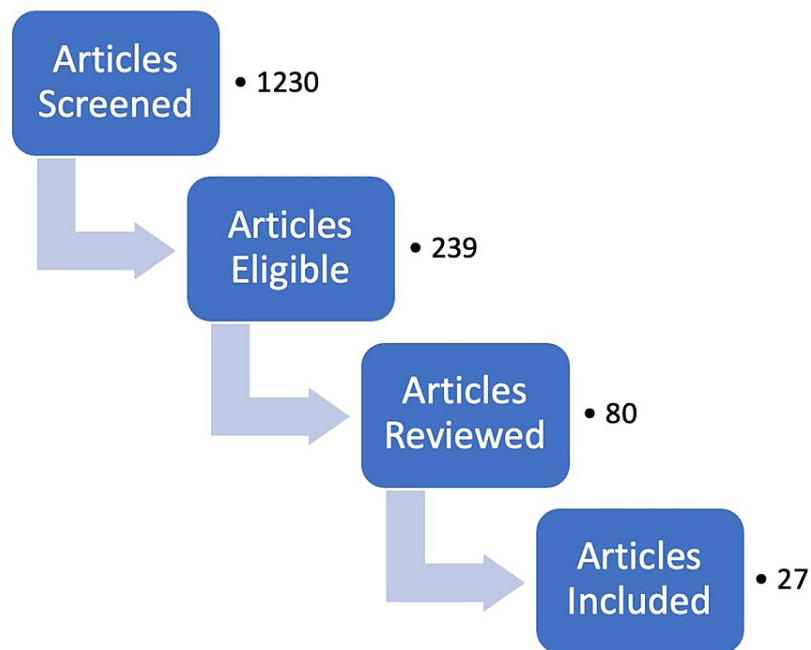 Articles
Screened
• 1230
Articles
Eligible
• 239
Articles
Reviewed
• 80
Articles
Included
• 27